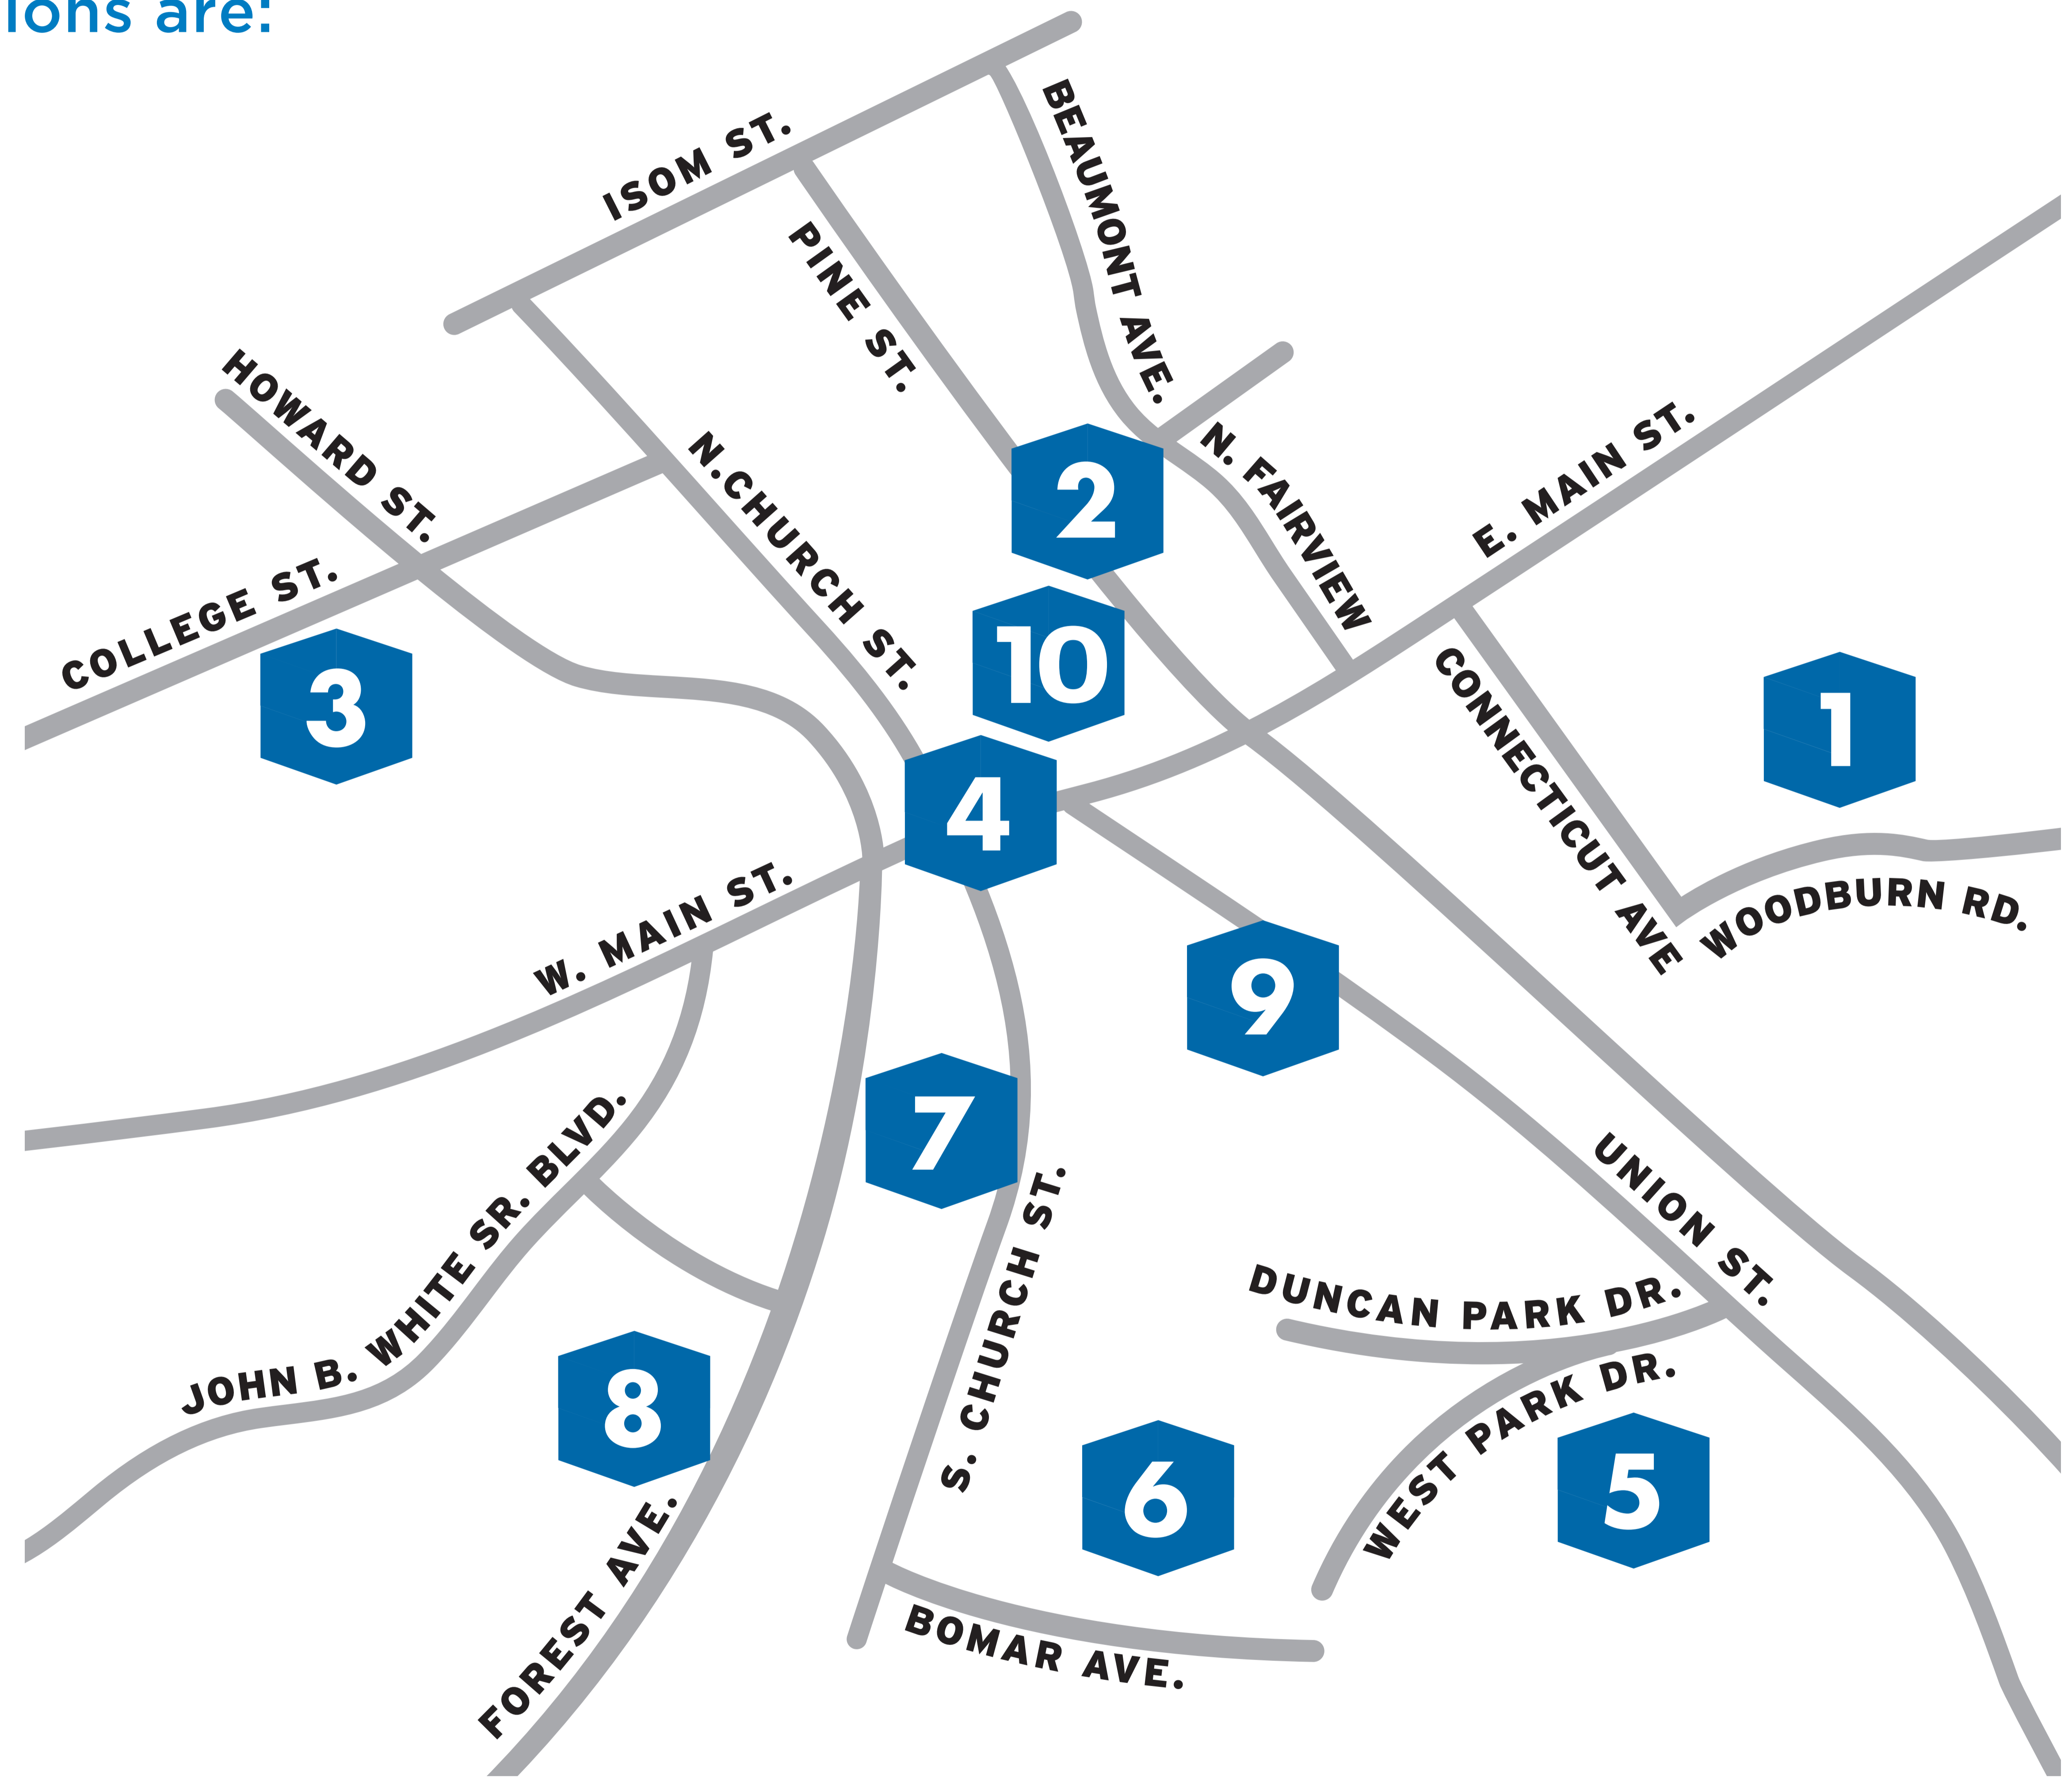 ions are:
ISOM ST.
BEAUMONT AVE.
PINE ST.
HOWARD ST.
N.CHURCH ST.
N. FAIRVIEW
E. MAIN ST.
2
COLLEGE ST.
10
3
1
CONNECTICUT AVE
4
W. MAIN ST.
WOODBURN RD.
9
7
JOHN B. WHITE SR. BLVD.
S. CHURCH ST.
UNION ST.
DUNCAN PARK DR.
WEST PARK DR.
8
6
5
FOREST AVE.
BOMAR AVE.